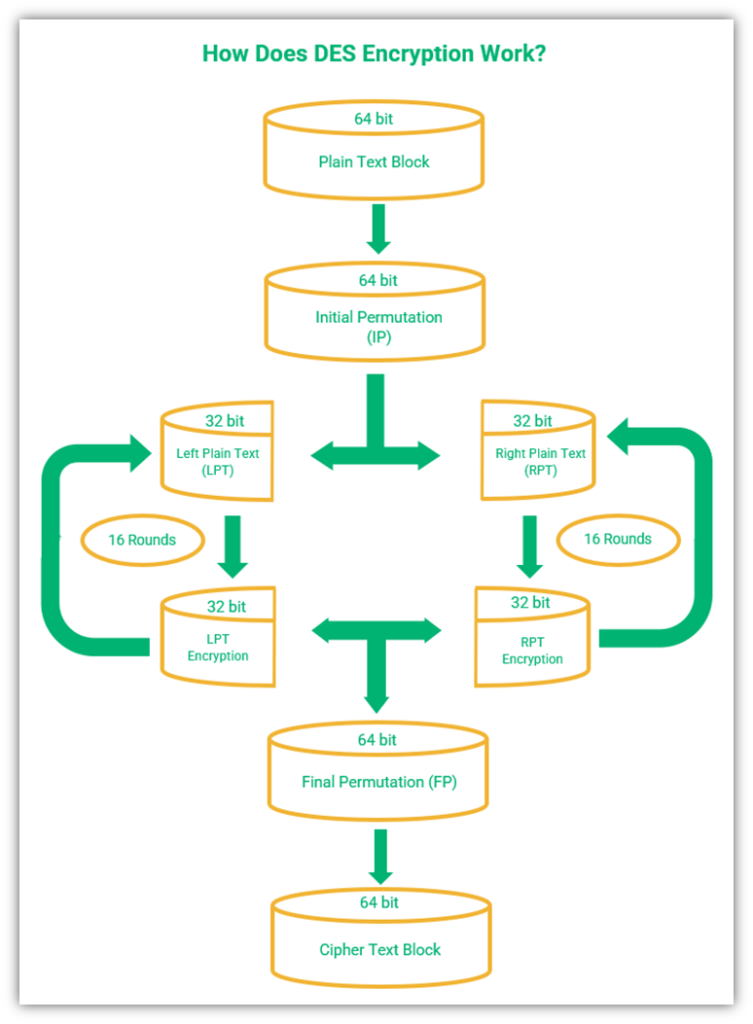 How Does DES Encryption Work?
64 bit
Plain Text Block
64 bit
Initial Permutation
(IP)
32 bit
Left Plain Text
(LPT)
32 bit
Right Plain Text
(RPT)
16 Rounds
16 Rounds
32 bit
LPT
Encryption
32 bit
RPT
Encryption
64 bit
Final Permutation (FP)
64 bit
Cipher Text Block